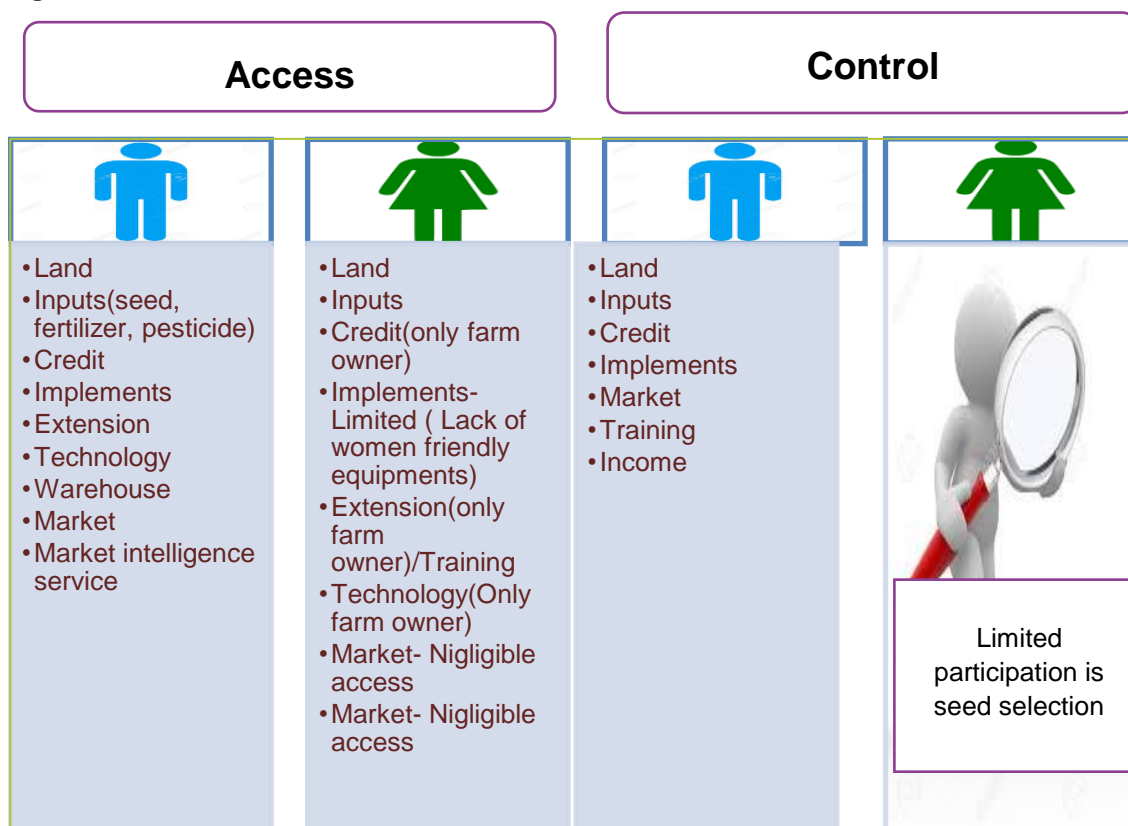 Access
Control
•Land
•Inputs(seed,
fertilizer, pesticide)
•Credit
•Implements
•Extension
•Technology
•Warehouse
•Market
•Market intelligence
service
•Land
•Inputs
•Credit(only farm
owner)
•Implements-
Limited ( Lack of
women friendly
equipments)
•Extension(only
farm
owner)/Training
•Technology(Only
farm owner)
•Market- Nigligible
access
•Market- Nigligible
access
•Land
•Inputs
•Credit
•Implements
•Market
•Training
•Income
Limited
participation is
seed selection